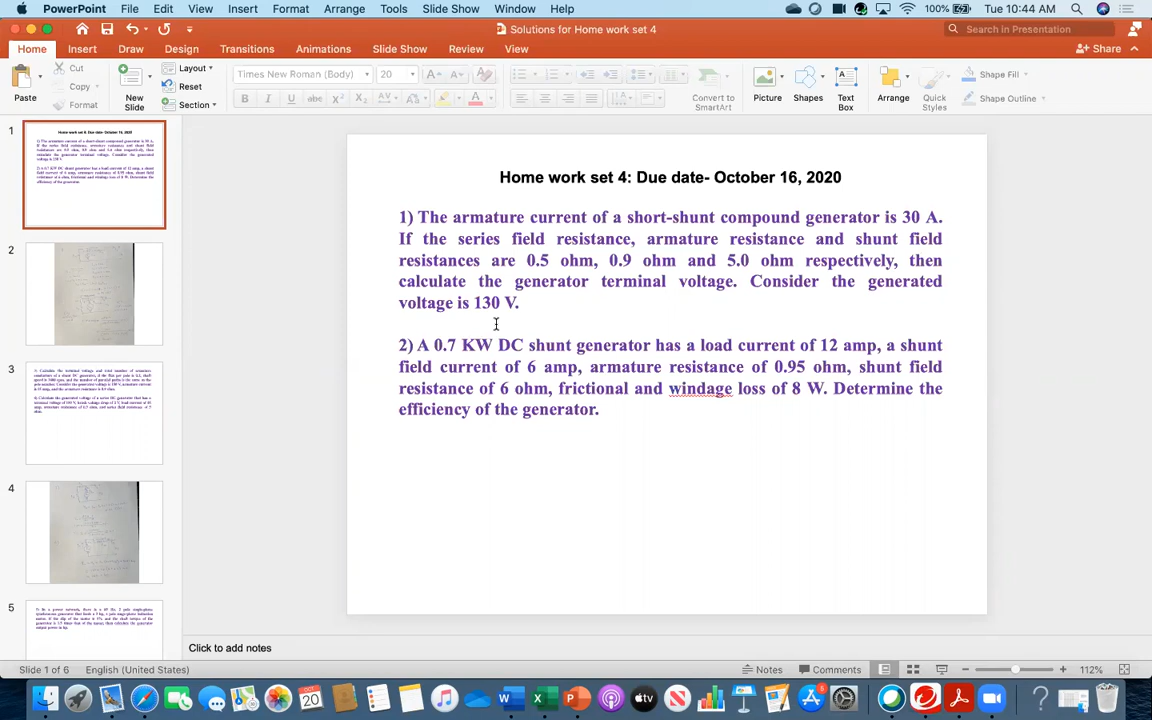 PowerPoint File Edit View Insert Format Arrange Tools Slide Show Window Help 100% Tue 10:44 AM
Solutions for Home work set 4 Search in Presentation
Home Insert Draw Design Transitions Animations Slide Show Review View Share
Paste Cut Copy Format New Slide Layout Reset Section Times New Roman (Body) 20 Convert to SmartArt Picture Shapes Text Box Arrange Quick Styles Shape Fill Shape Outline
1
2
3
4
5
Home work set 4: Due date- October 16, 2020
1) The armature current of a short-shunt compound generator is 30 A.
If the series field resistance, armature resistance and shunt field
resistances are 0.5 ohm, 0.9 ohm and 5.0 ohm respectively, then
calculate the generator terminal voltage. Consider the generated
voltage is 130 V.
2) A 0.7 KW DC shunt generator has a load current of 12 amp, a shunt
field current of 6 amp, armature resistance of 0.95 ohm, shunt field
resistance of 6 ohm, frictional and windage loss of 8 W. Determine the
efficiency of the generator.
Click to add notes
Slide 1 of 6 English (United States) Notes Comments 112%